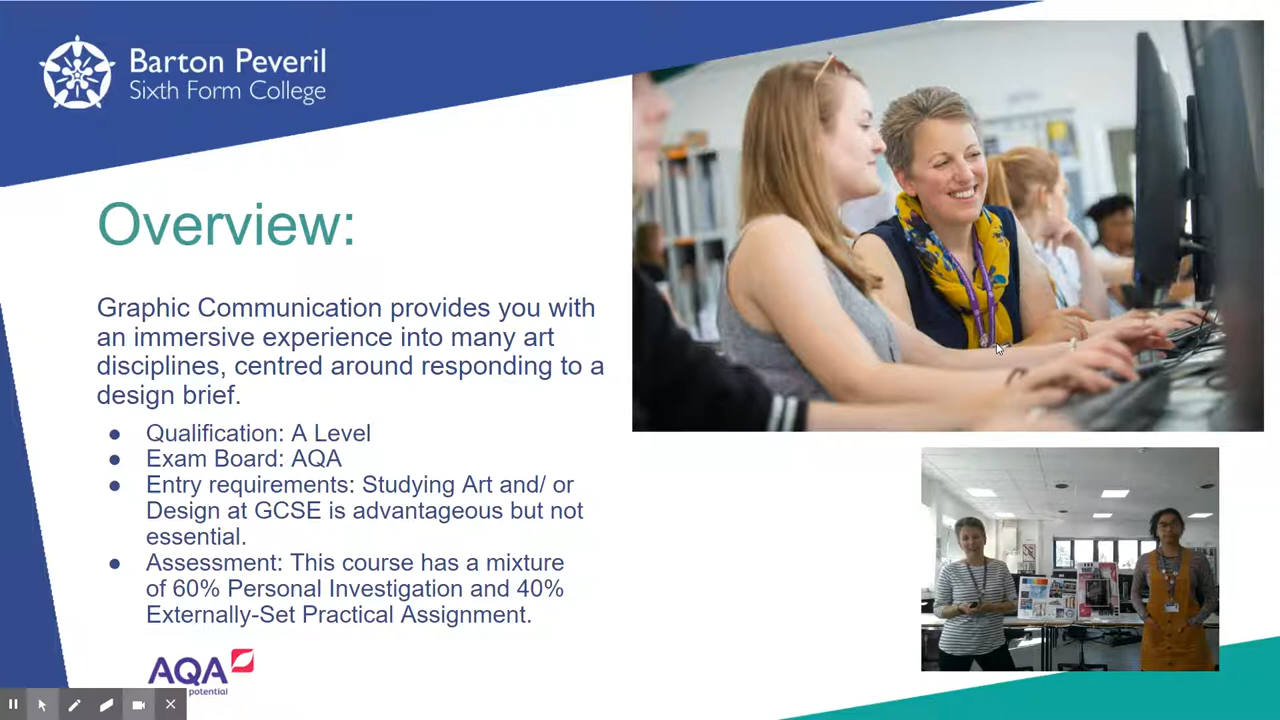 Barton Peveril
Sixth Form College
Overview:
Graphic Communication provides you with
an immersive experience into many art
disciplines, centred around responding to a
design brief.
● Qualification: A Level
● Exam Board: AQA
● Entry requirements: Studying Art and/ or
Design at GCSE is advantageous but not
essential.
● Assessment: This course has a mixture
of 60% Personal Investigation and 40%
Externally-Set Practical Assignment.
AQA
potential